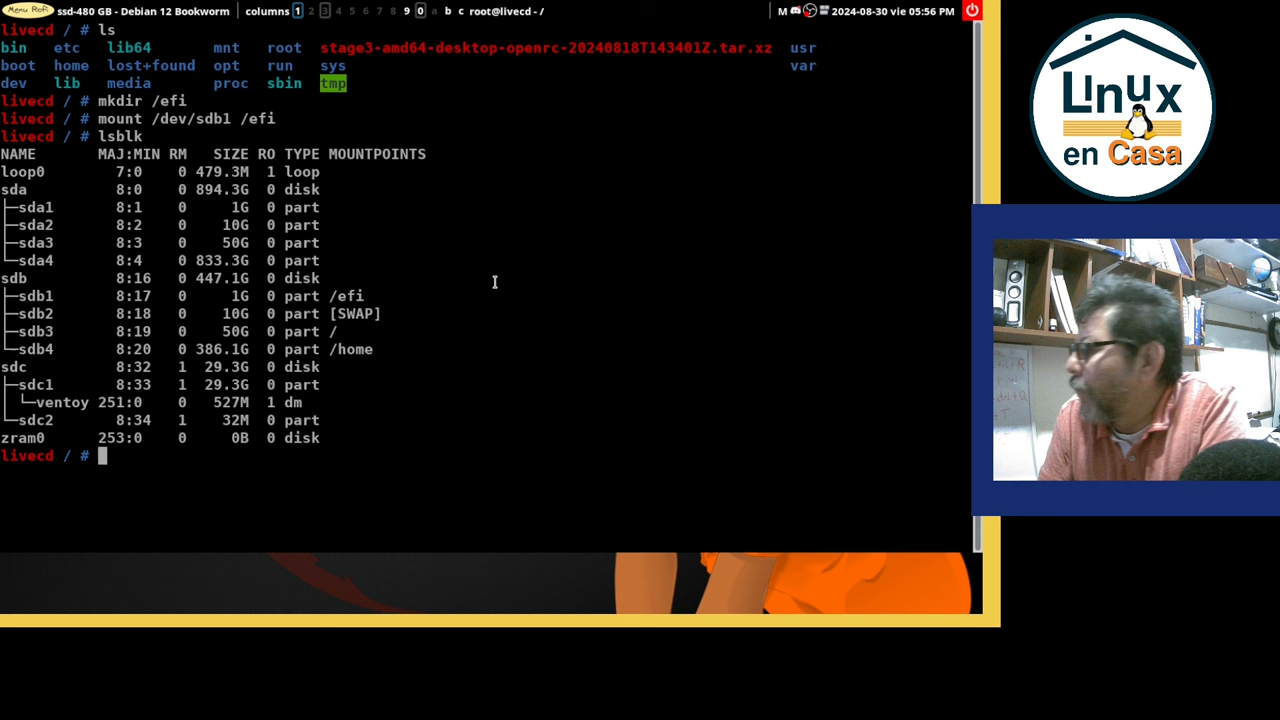 Menu Rofi ssd-480 GB - Debian 12 Bookworm columns 1 2 3 4 5 6 7 8 9 0 a b c root@livecd - / M 2024-08-30 vie 05:56 PM
livecd / # ls
bin etc lib64 mnt root stage3-amd64-desktop-openrc-20240818T143401Z.tar.xz usr
boot home lost+found opt run sys var
dev lib media proc sbin tmp
livecd / # mkdir /efi
livecd / # mount /dev/sdb1 /efi
livecd / # lsblk
NAME MAJ:MIN RM SIZE RO TYPE MOUNTPOINTS
loop0 7:0 0 479.3M 1 loop
sda 8:0 0 894.3G 0 disk
├─sda1 8:1 0 1G 0 part
├─sda2 8:2 0 10G 0 part
├─sda3 8:3 0 50G 0 part
└─sda4 8:4 0 833.3G 0 part
sdb 8:16 0 447.1G 0 disk
├─sdb1 8:17 0 1G 0 part /efi
├─sdb2 8:18 0 10G 0 part [SWAP]
├─sdb3 8:19 0 50G 0 part /
└─sdb4 8:20 0 386.1G 0 part /home
sdc 8:32 1 29.3G 0 disk
├─sdc1 8:33 1 29.3G 0 part
│ └─ventoy 251:0 0 527M 1 dm
└─sdc2 8:34 1 32M 0 part
zram0 253:0 0 0B 0 disk
livecd / #
Linux
en Casa